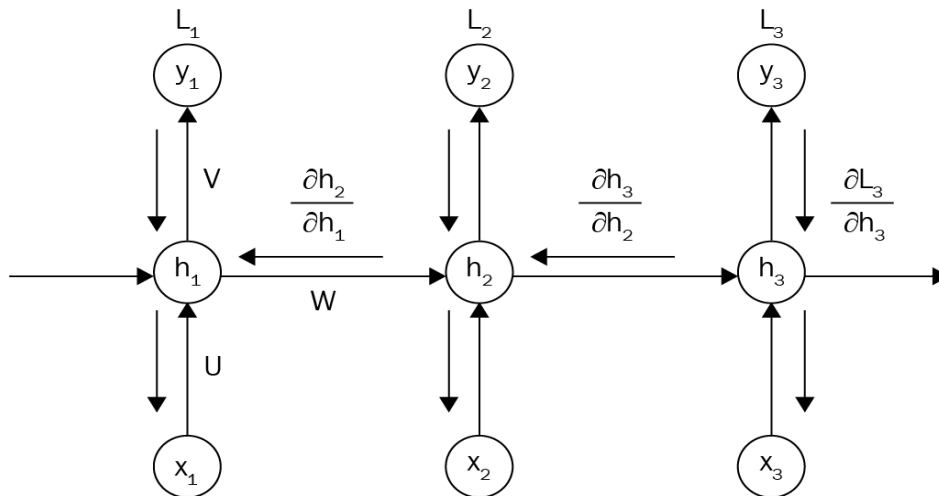 L₁ L₂ L₃
y₁ y₂ y₃
V ∂h₂/∂h₁ ∂h₃/∂h₂ ∂L₃/∂h₃
h₁ h₂ h₃
W
U
x₁ x₂ x₃